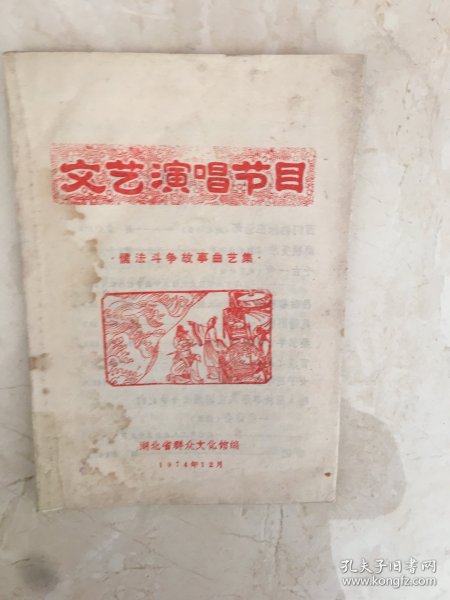 文艺演唱节目
·儒法斗争故事曲艺集·
湖北省群众文化馆编
1974年12月
孔夫子旧书网
www.kongfz.com